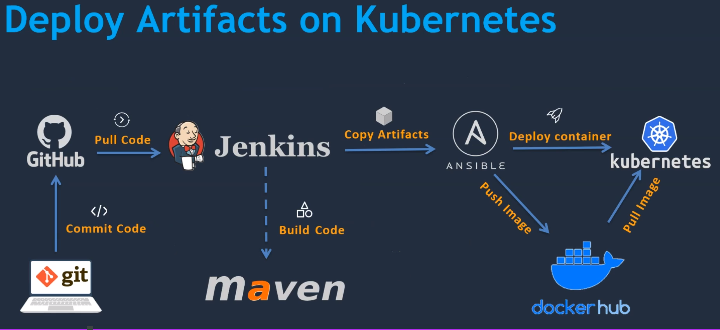 Deploy Artifacts on Kubernetes
GitHub
Pull Code
Jenkins
Copy Artifacts
ANSIBLE
Deploy container
kubernetes
Commit Code
Build Code
Push Image
Pull Image
git
maven
dockerhub